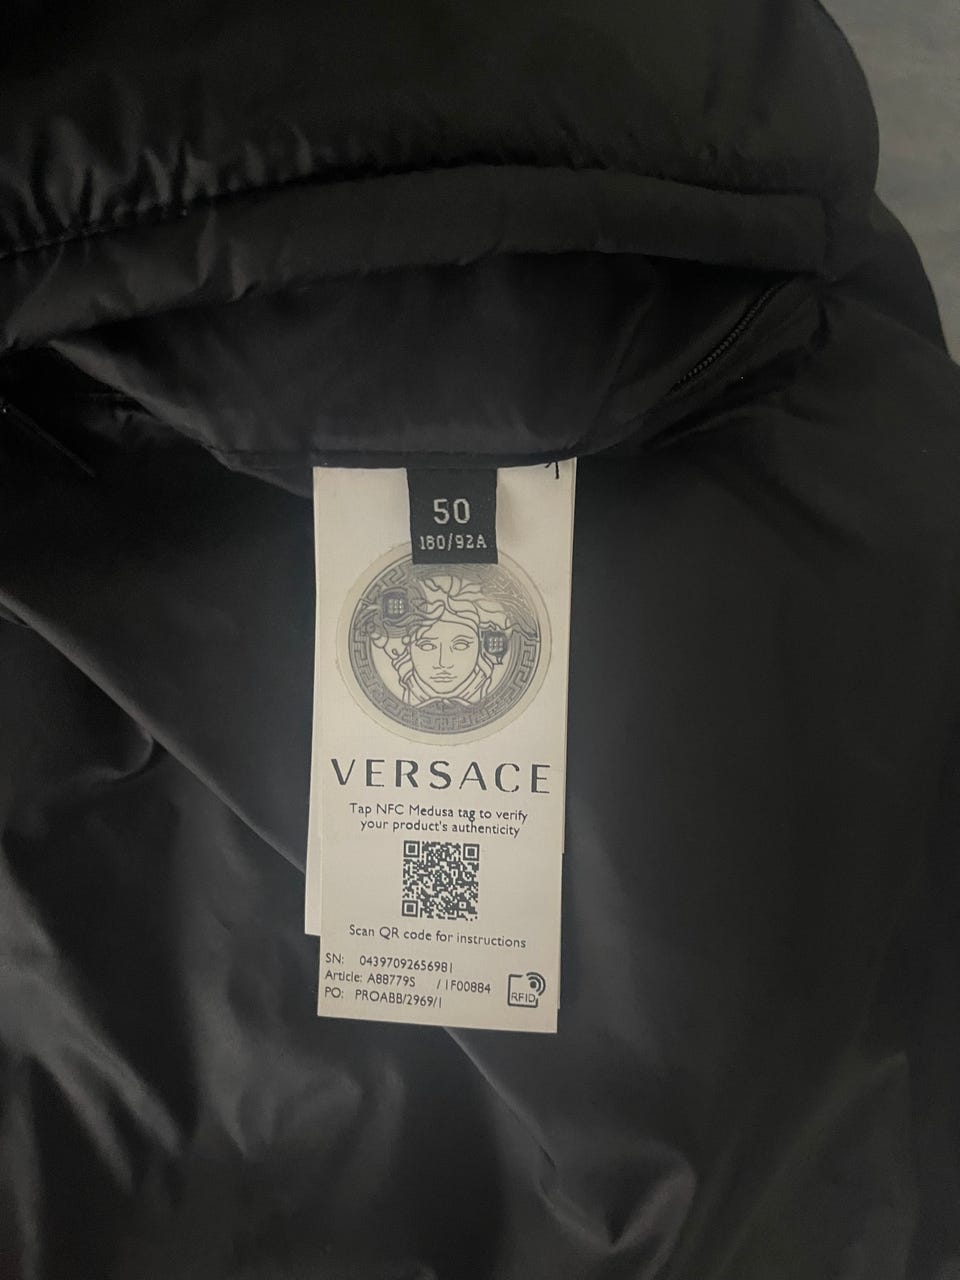 50
180/92A
VERSACE
Tap NFC Medusa tag to verify
your product's authenticity
Scan QR code for instructions
SN: 04397092656981
Article: A88779S / 1F00884
PO: PROABB/2969/1
RFID